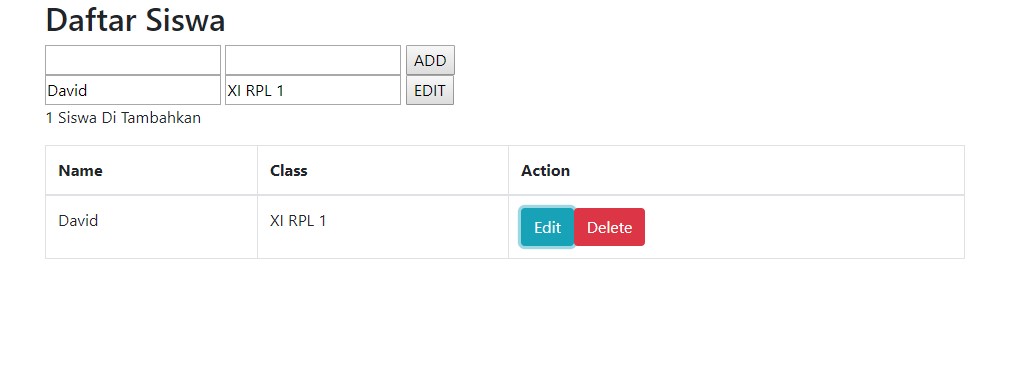 Daftar Siswa
ADD
David XI RPL 1 EDIT
1 Siswa Di Tambahkan
Name Class Action
David XI RPL 1 Edit Delete